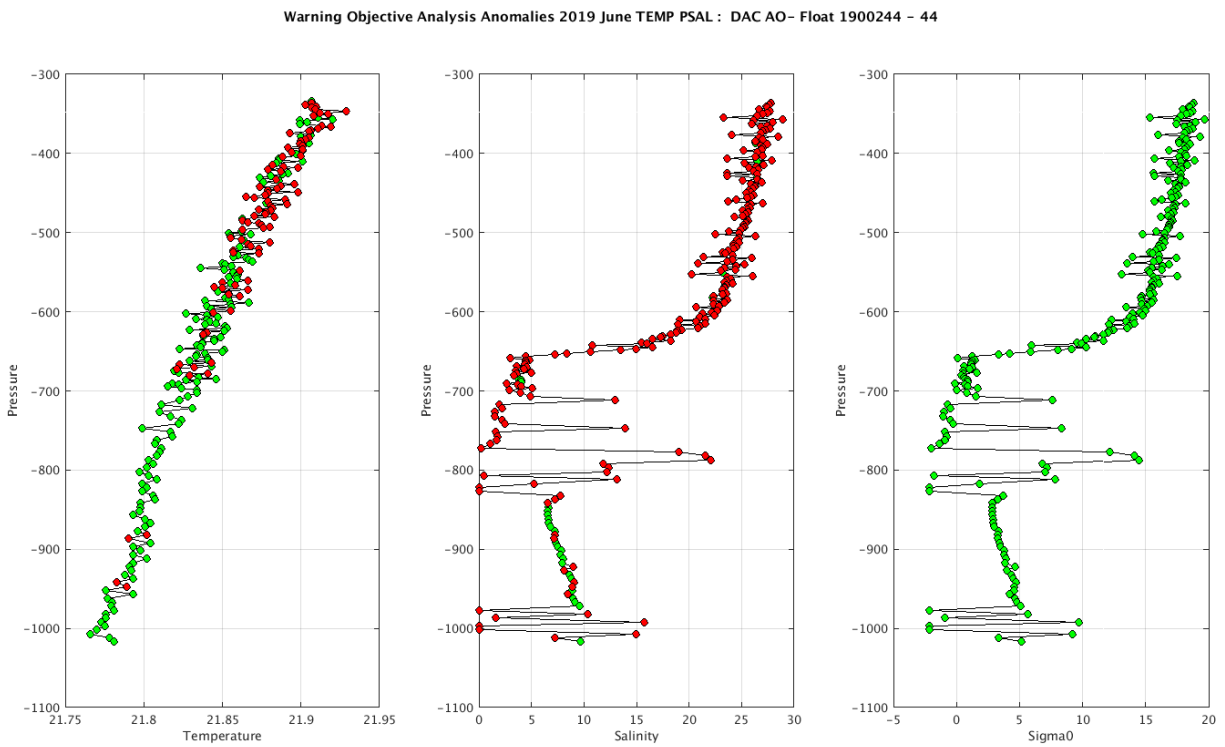 Warning Objective Analysis Anomalies 2019 June TEMP PSAL : DAC AO- Float 1900244 - 44
-300
-400
-500
-600
-700
-800
-900
-1000
-1100
Pressure
21.75 21.8 21.85 21.9 21.95
Temperature
-300
-400
-500
-600
-700
-800
-900
-1000
-1100
Pressure
0 5 10 15 20 25 30
Salinity
-300
-400
-500
-600
-700
-800
-900
-1000
-1100
Pressure
-5 0 5 10 15 20
Sigma0